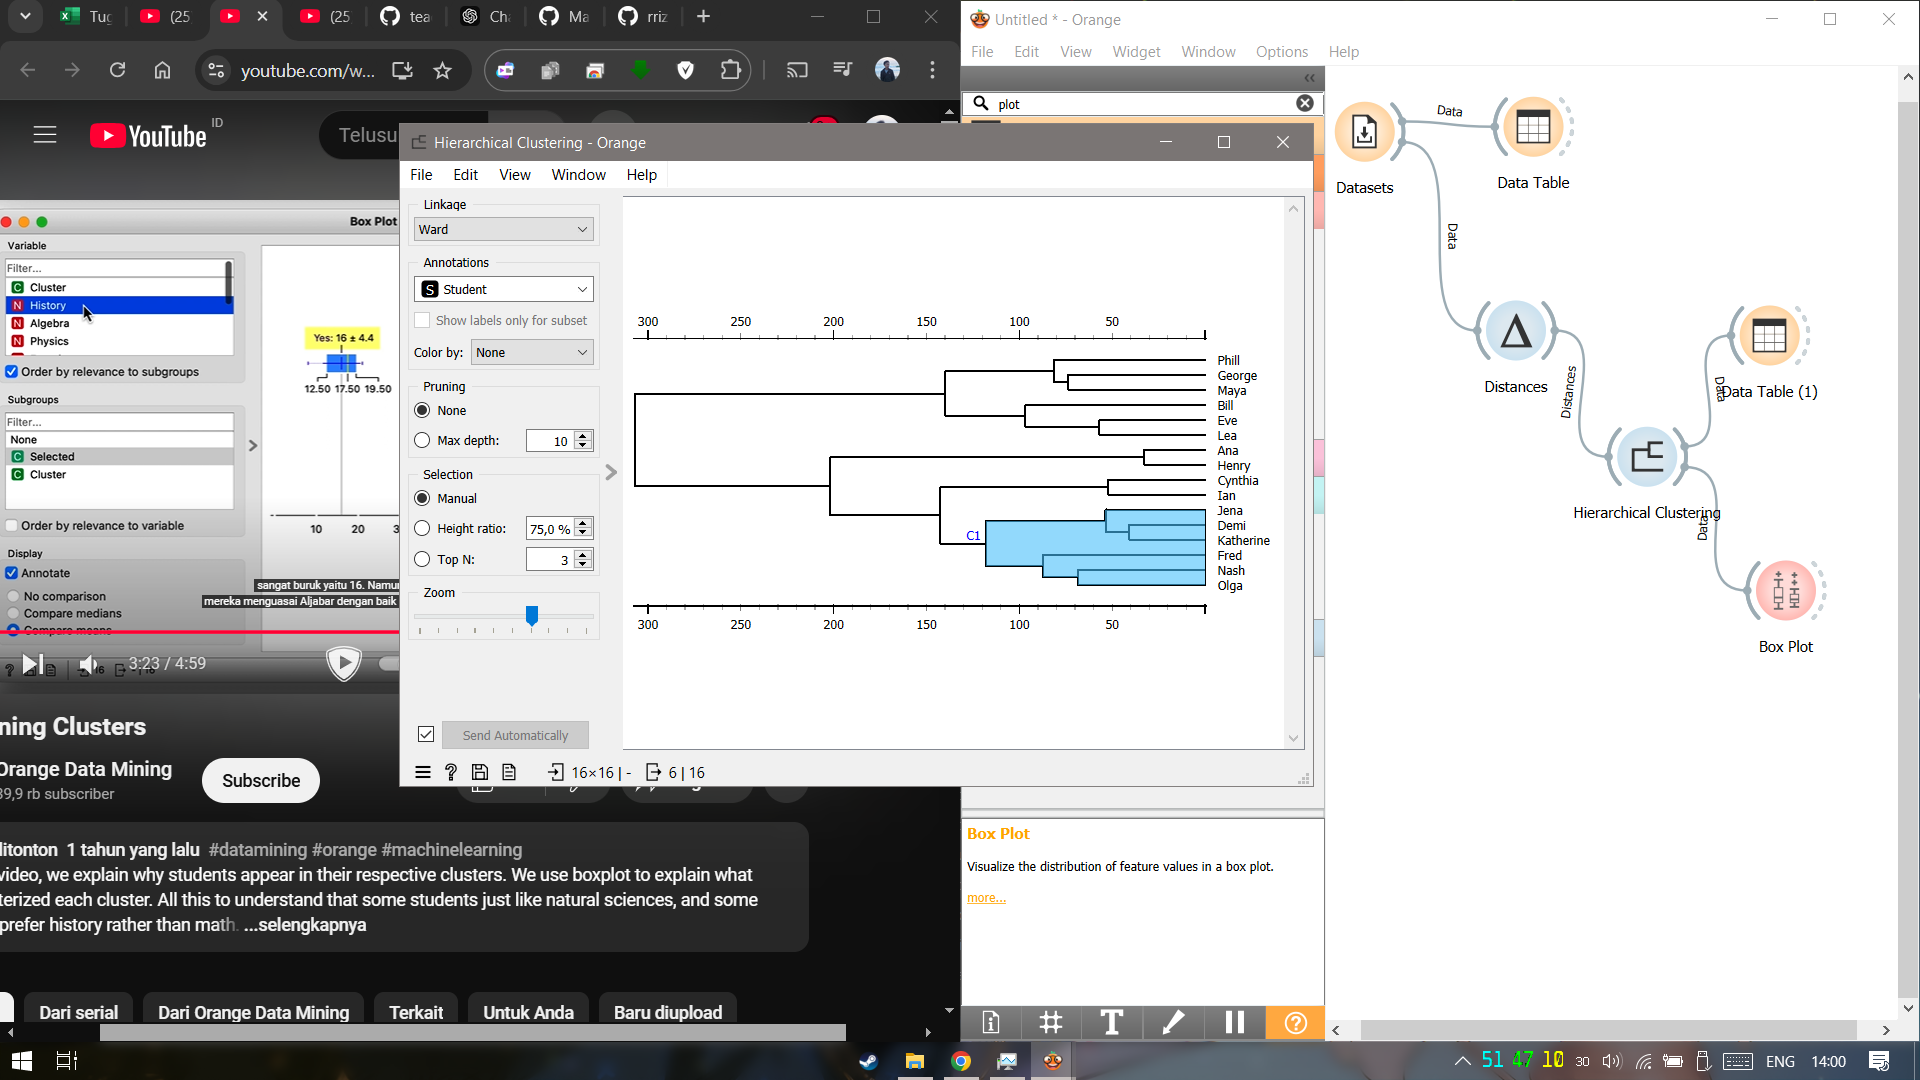 Tug
(25
(25
tea
Ch
Ma
rriz
youtube.com/w...
YouTube ID
Telusu
Box Plot
Variable
Filter...
C Cluster
N History
N Algebra
N Physics
Order by relevance to subgroups
Subgroups
Filter...
None
C Selected
C Cluster
Order by relevance to variable
Display
Annotate
No comparison
Compare medians
Compare means
Yes: 16 ± 4.4
12.50 17.50 19.50
10 20 3
sangat buruk yaitu 16. Namun
mereka menguasai Aljabar dengan baik
3:23 / 4:59
ning Clusters
Orange Data Mining
39,9 rb subscriber
Subscribe
litonton 1 tahun yang lalu #datamining #orange #machinelearning
video, we explain why students appear in their respective clusters. We use boxplot to explain what
terized each cluster. All this to understand that some students just like natural sciences, and some
prefer history rather than math. ...selengkapnya
Dari serial
Dari Orange Data Mining
Terkait
Untuk Anda
Baru diupload
Hierarchical Clustering - Orange
File Edit View Window Help
Linkage
Ward
Annotations
S Student
Show labels only for subset
Color by: None
Pruning
None
Max depth: 10
Selection
Manual
Height ratio: 75,0 %
Top N: 3
Zoom
Send Automatically
16×16 | - 6 | 16
300 250 200 150 100 50
Phill
George
Maya
Bill
Eve
Lea
Ana
Henry
Cynthia
Ian
Jena
Demi
Katherine
Fred
Nash
Olga
C1
300 250 200 150 100 50
Untitled * - Orange
File Edit View Widget Window Options Help
plot
Box Plot
Visualize the distribution of feature values in a box plot.
more...
Datasets
Data
Data Table
Data
Distances
Distances
Data
Data Table (1)
Hierarchical Clustering
Data
Box Plot
51 47 10 30
ENG
14:00